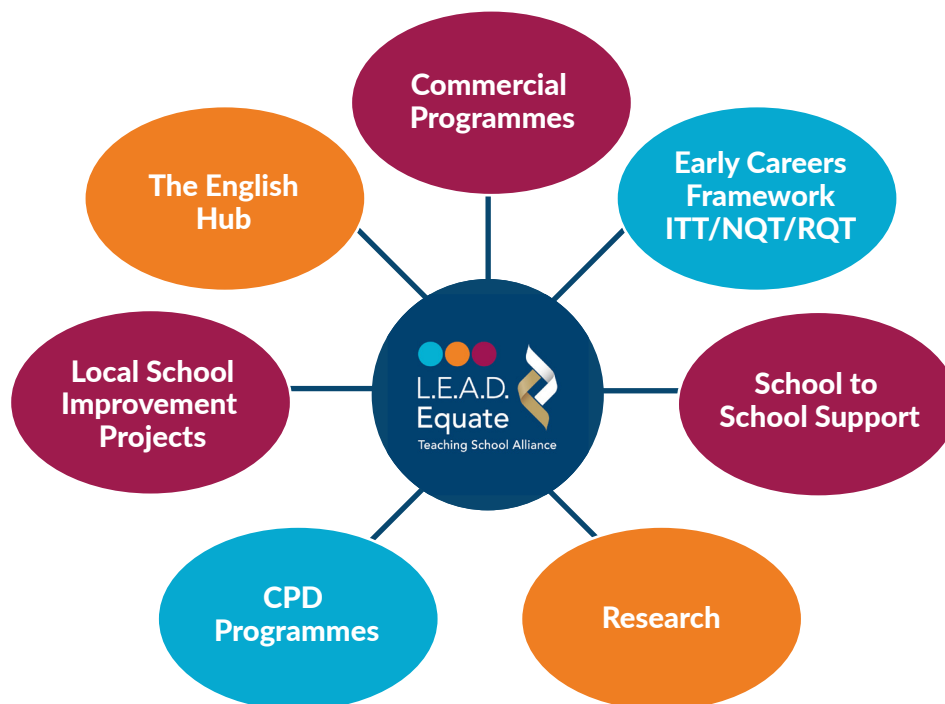 Commercial
Programmes
Early Careers
Framework
ITT/NQT/RQT
The English
Hub
L.E.A.D.
Equate
Teaching School Alliance
Local School
Improvement
Projects
School to
School Support
CPD
Programmes
Research